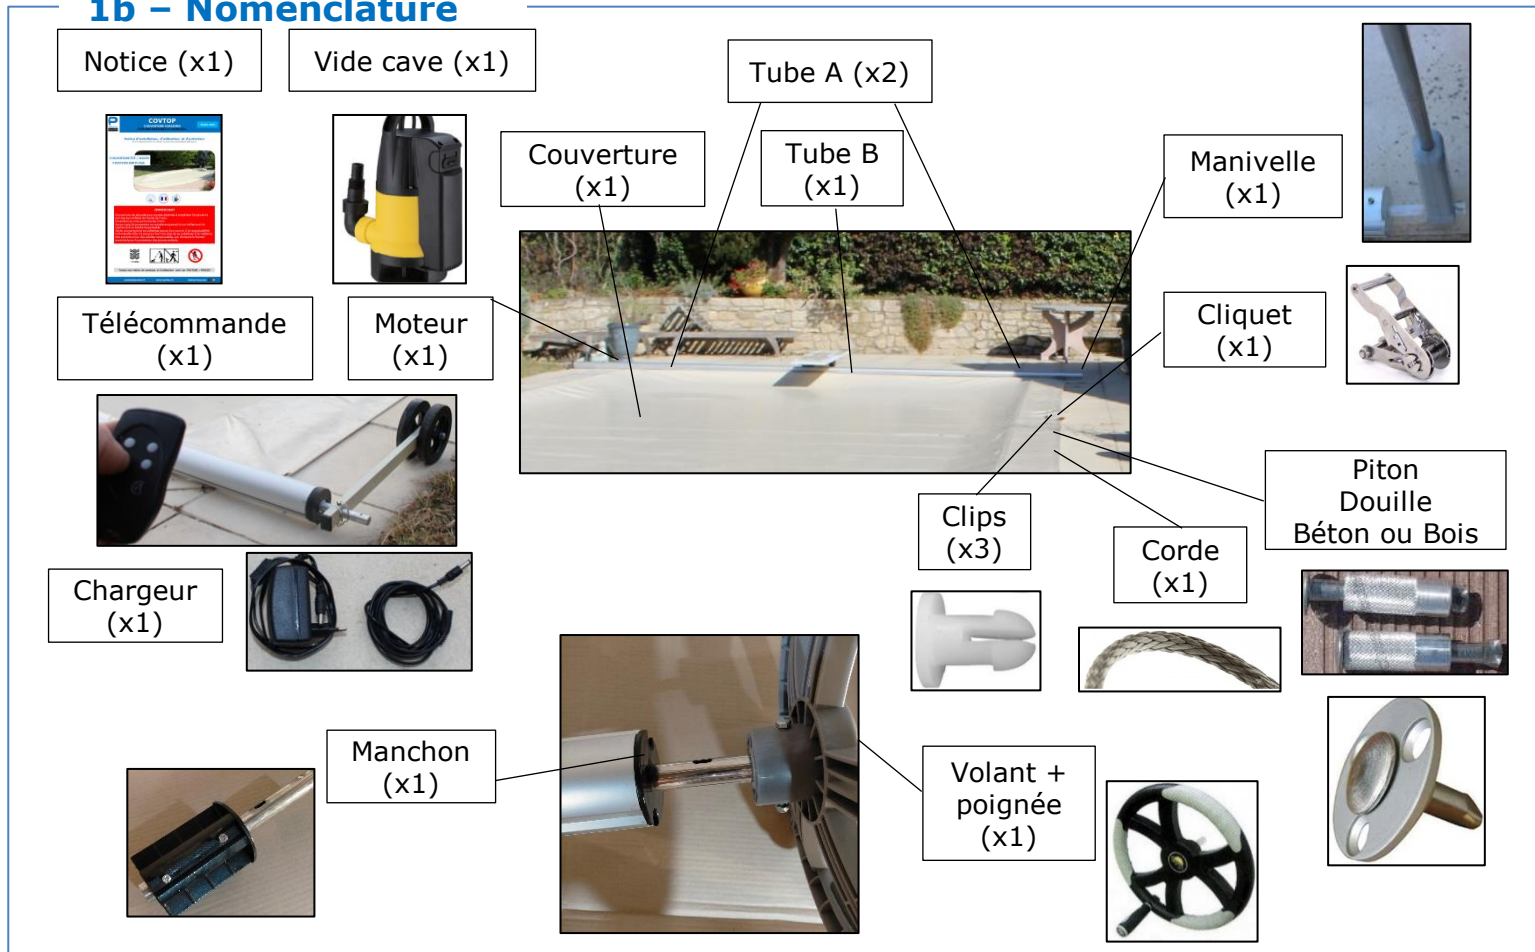 1b – Nomenclature
Notice (x1)
Vide cave (x1)
Tube A (x2)
Couverture
(x1)
Tube B
(x1)
Manivelle
(x1)
COVTOP
Télécommande
(x1)
Moteur
(x1)
Cliquet
(x1)
Piton
Douille
Béton ou Bois
Clips
(x3)
Corde
(x1)
Chargeur
(x1)
Manchon
(x1)
Volant +
poignée
(x1)